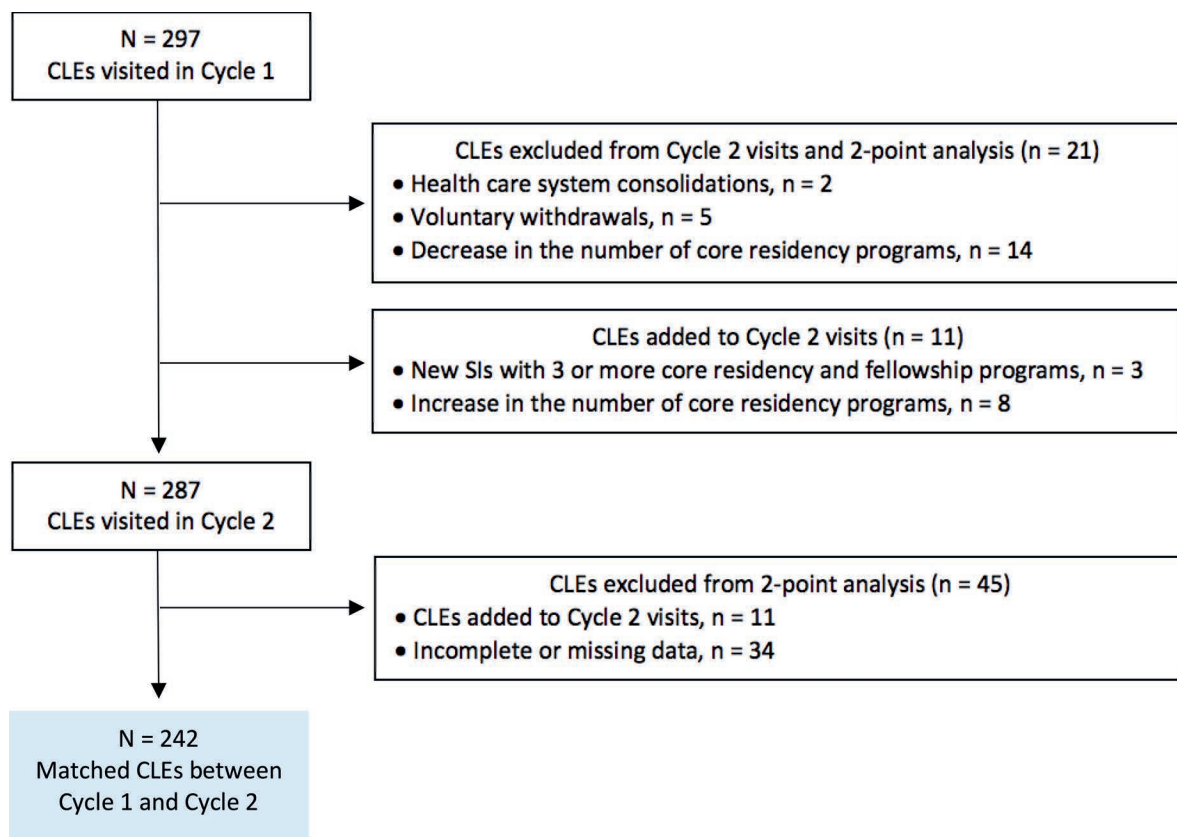 N = 297
CLEs visited in Cycle 1
CLEs excluded from Cycle 2 visits and 2-point analysis (n = 21)
• Health care system consolidations, n = 2
• Voluntary withdrawals, n = 5
• Decrease in the number of core residency programs, n = 14
CLEs added to Cycle 2 visits (n = 11)
• New SIs with 3 or more core residency and fellowship programs, n = 3
• Increase in the number of core residency programs, n = 8
N = 287
CLEs visited in Cycle 2
CLEs excluded from 2-point analysis (n = 45)
• CLEs added to Cycle 2 visits, n = 11
• Incomplete or missing data, n = 34
N = 242
Matched CLEs between
Cycle 1 and Cycle 2